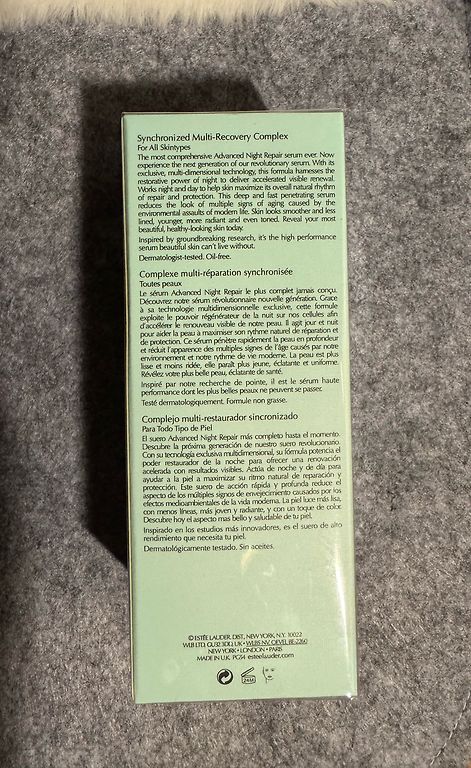 Synchronized Multi-Recovery Complex
For All Skintypes
The most comprehensive Advanced Night Repair serum ever. Now
experience the next generation of our revolutionary serum. With its
exclusive, multi-dimensional technology, this formula harnesses the
restorative power of night to deliver accelerated visible renewal.
Works night and day to help skin maximize its overall natural rhythm
of repair and protection. This deep and fast penetrating serum
reduces the look of multiple signs of aging caused by the
environmental assaults of modern life. Skin looks smoother and less
lined, younger, more radiant and even toned. Reveal your most
beautiful, healthy-looking skin today.
Inspired by groundbreaking research, it's the high performance
serum beautiful skin can't live without.
Dermatologist-tested. Oil-free.
Complexe multi-réparation synchronisée
Toutes peaux
Le sérum Advanced Night Repair le plus complet jamais conçu.
Découvrez notre sérum révolutionnaire nouvelle génération. Grace
à sa technologie multidimensionnelle exclusive, cette formule
exploite le pouvoir régénérateur de la nuit sur nos cellules afin
d'accélérer le renouveau visible de notre peau. Il agit jour et nuit
pour aider la peau à maximiser son rythme naturel de réparation et
de protection. Ce sérum pénètre rapidement la peau en profondeur
et réduit l'apparence des multiples signes de l'âge causés par notre
environnement et notre rythme de vie moderne. La peau est plus
lisse et moins ridée, elle paraît plus jeune, éclatante et uniforme.
Révélez votre plus belle peau, éclatante de santé.
Inspiré par notre recherche de pointe, il est le sérum haute
performance dont les plus belles peaux ne peuvent se passer.
Testé dermatologiquement. Formule non grasse.
Complejo multi-restaurador sincronizado
Para Todo Tipo de Piel
El suero Advanced Night Repair más completo hasta el momento.
Descubre la próxima generación de nuestro suero revolucionario.
Con su tecnología exclusiva multidimensional, su fórmula potencia el
poder restaurador de la noche para ofrecer una renovación
acelerada con resultados visibles. Actúa de noche y de día para
ayudar a la piel a maximizar su ritmo natural de reparación y
protección. Este suero de acción rápida y profunda reduce el
aspecto de los múltiples signos de envejecimiento causados por los
efectos medioambientales de la vida moderna. La piel luce más lisa,
con menos líneas, más joven y radiante, y con un toque de color.
Descubre hoy el aspecto mas bello y saludable de tu piel.
Inspirado en los estudios más innovadores, es el suero de alto
rendimiento que necesita tu piel.
Dermatológicamente testado. Sin aceites.
© ESTĒE LAUDER DIST., NEW YORK, N.Y. 10022
WLB LTD, GU32 3DQ, UK • WLBS NV, OEVEL BE-2260
NEW YORK • LONDON • PARIS
MADE IN U.K. PG54 esteelauder.com
24M